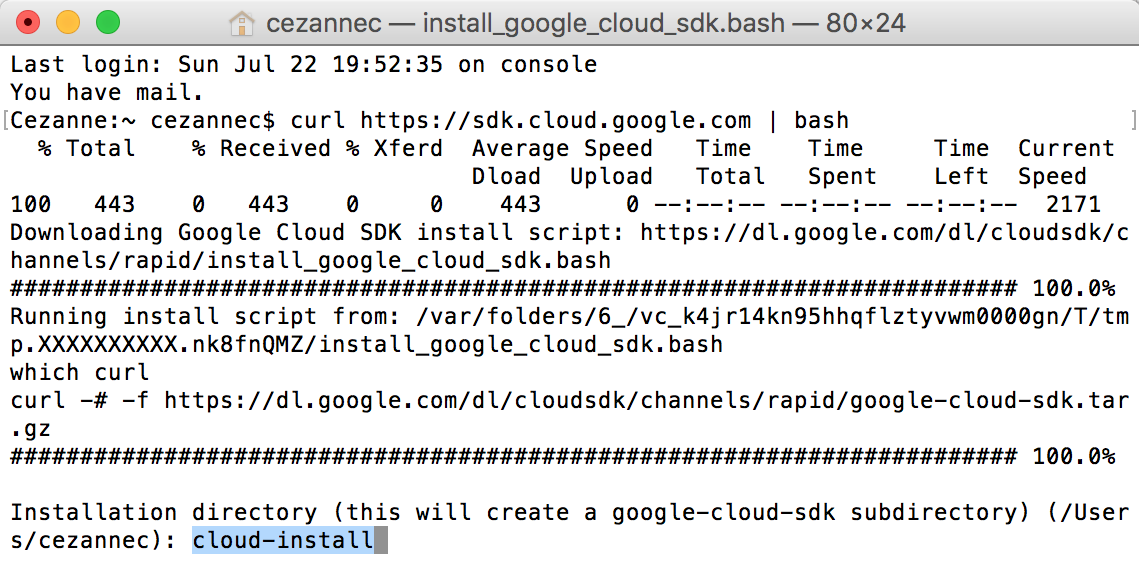 cezannec — install_google_cloud_sdk.bash — 80×24
Last login: Sun Jul 22 19:52:35 on console
You have mail.
[Cezanne:~ cezannec$ curl https://sdk.cloud.google.com | bash ]
  % Total    % Received % Xferd  Average Speed   Time    Time     Time  Current
                                 Dload  Upload   Total   Spent    Left  Speed
100   443    0   443    0     0    443       0 --:--:-- --:--:-- --:--:--  2171
Downloading Google Cloud SDK install script: https://dl.google.com/dl/cloudsdk/c
hannels/rapid/install_google_cloud_sdk.bash
######################################################################## 100.0%
Running install script from: /var/folders/6_/vc_k4jr14kn95hhqflztyvwm0000gn/T/tm
p.XXXXXXXXXX.nk8fnQMZ/install_google_cloud_sdk.bash
which curl
curl -# -f https://dl.google.com/dl/cloudsdk/channels/rapid/google-cloud-sdk.tar
.gz
######################################################################## 100.0%
Installation directory (this will create a google-cloud-sdk subdirectory) (/User
s/cezannec): cloud-install